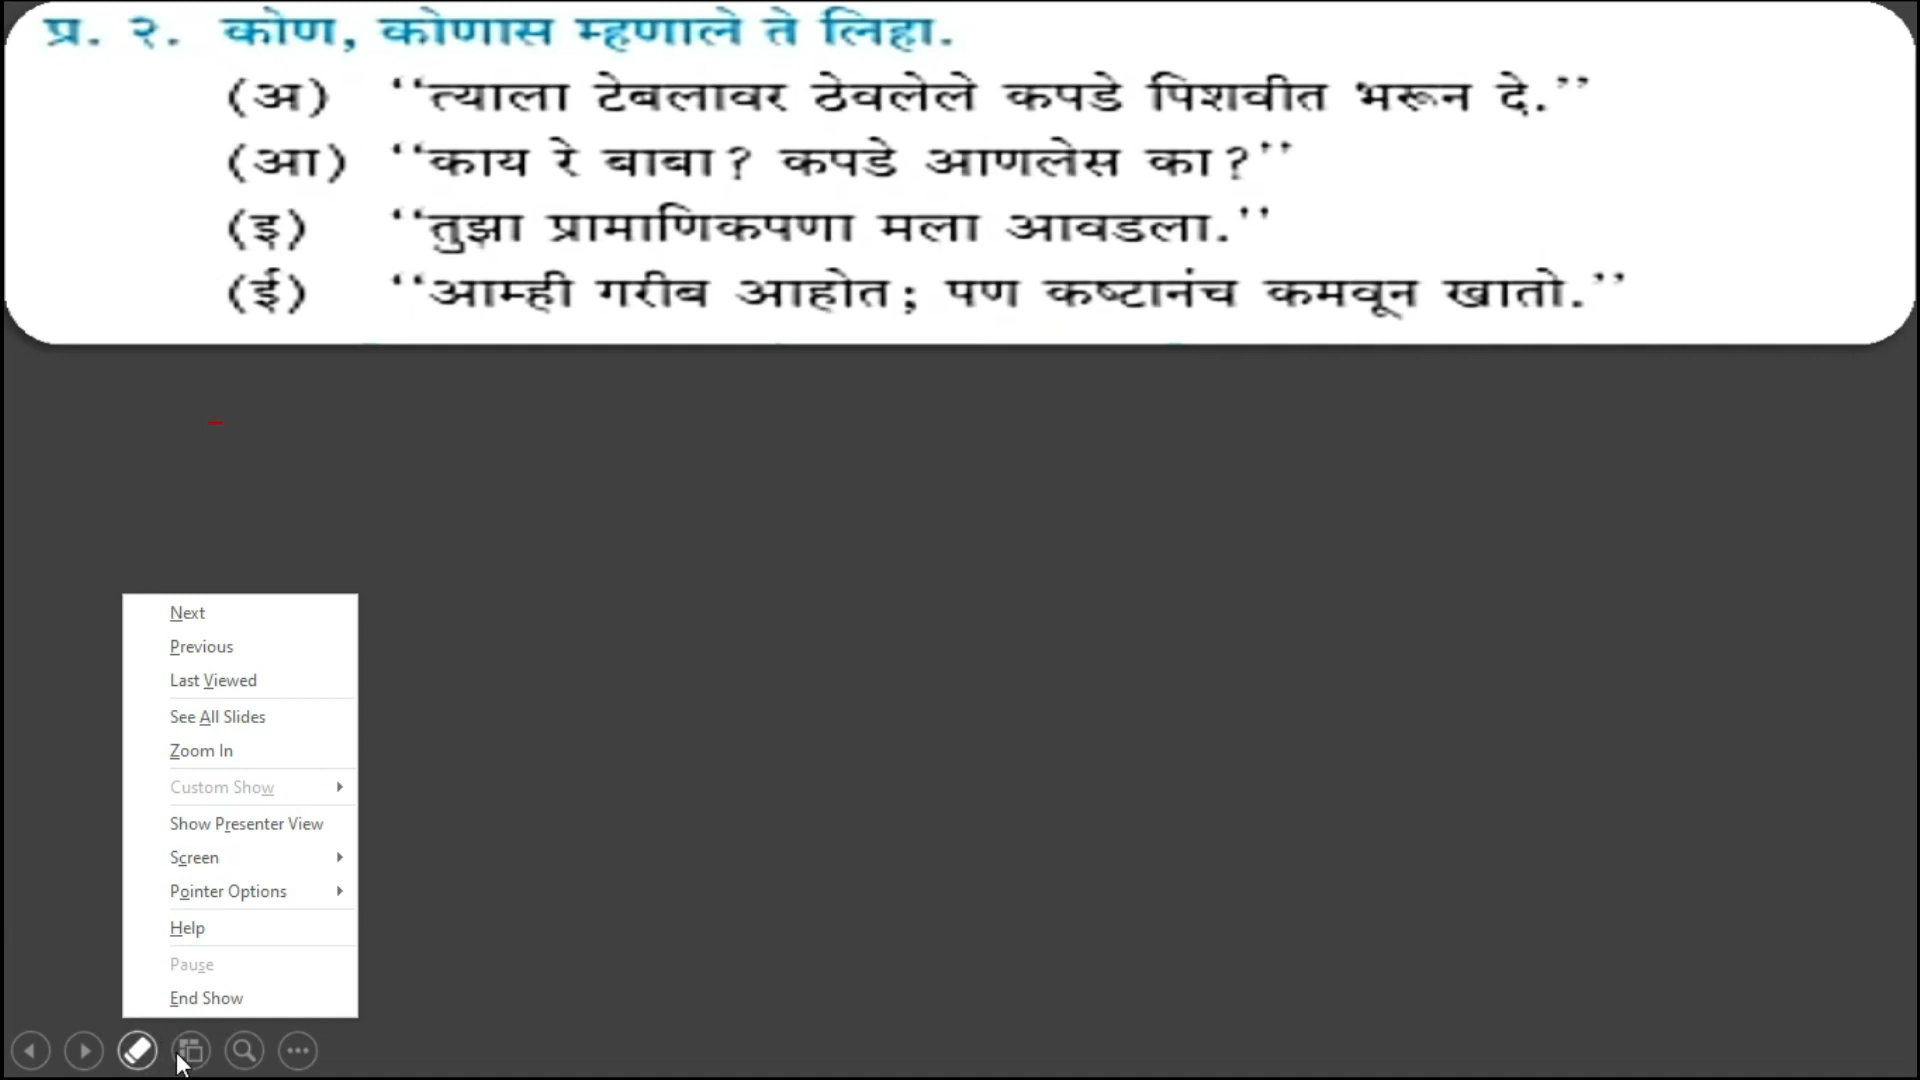 प्र. २. कोण, कोणास म्हणाले ते लिहा.
(अ) ‘‘त्याला टेबलावर ठेवलेले कपडे पिशवीत भरून दे.’’
(आ) ‘‘काय रे बाबा? कपडे आणलेस का?’’
(इ) ‘‘तुझा प्रामाणिकपणा मला आवडला.’’
(ई) ‘‘आम्ही गरीब आहोत; पण कष्टानंच कमवून खातो.’’
Next
Previous
Last Viewed
See All Slides
Zoom In
Custom Show
Show Presenter View
Screen
Pointer Options
Help
Pause
End Show